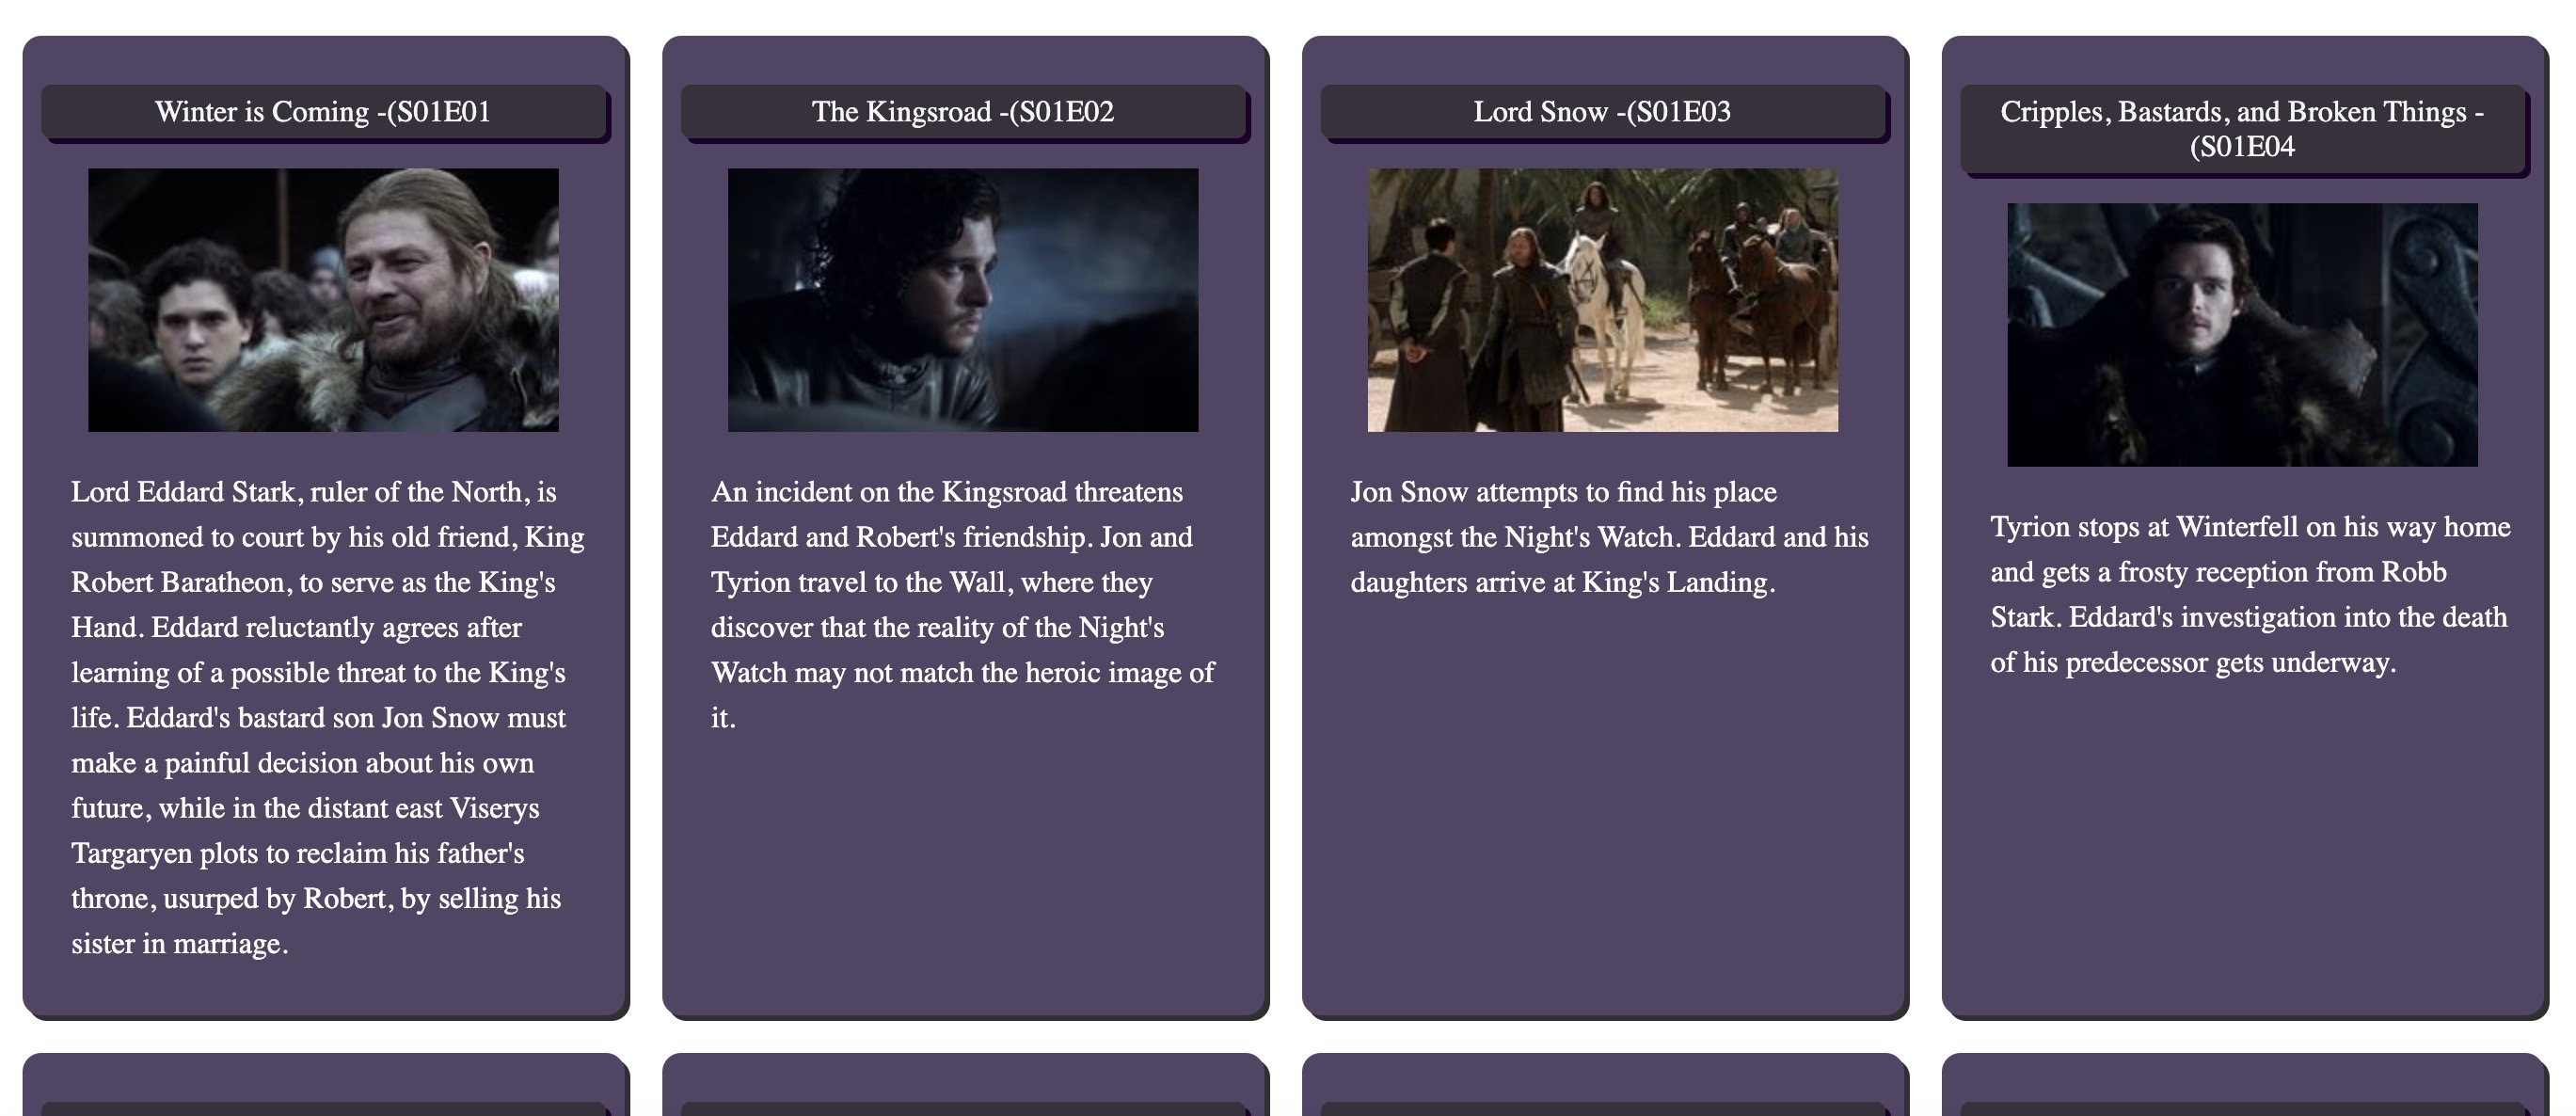 Winter is Coming -(S01E01
Lord Eddard Stark, ruler of the North, is
summoned to court by his old friend, King
Robert Baratheon, to serve as the King's
Hand. Eddard reluctantly agrees after
learning of a possible threat to the King's
life. Eddard's bastard son Jon Snow must
make a painful decision about his own
future, while in the distant east Viserys
Targaryen plots to reclaim his father's
throne, usurped by Robert, by selling his
sister in marriage.
The Kingsroad -(S01E02
An incident on the Kingsroad threatens
Eddard and Robert's friendship. Jon and
Tyrion travel to the Wall, where they
discover that the reality of the Night's
Watch may not match the heroic image of
it.
Lord Snow -(S01E03
Jon Snow attempts to find his place
amongst the Night's Watch. Eddard and his
daughters arrive at King's Landing.
Cripples, Bastards, and Broken Things -
(S01E04
Tyrion stops at Winterfell on his way home
and gets a frosty reception from Robb
Stark. Eddard's investigation into the death
of his predecessor gets underway.